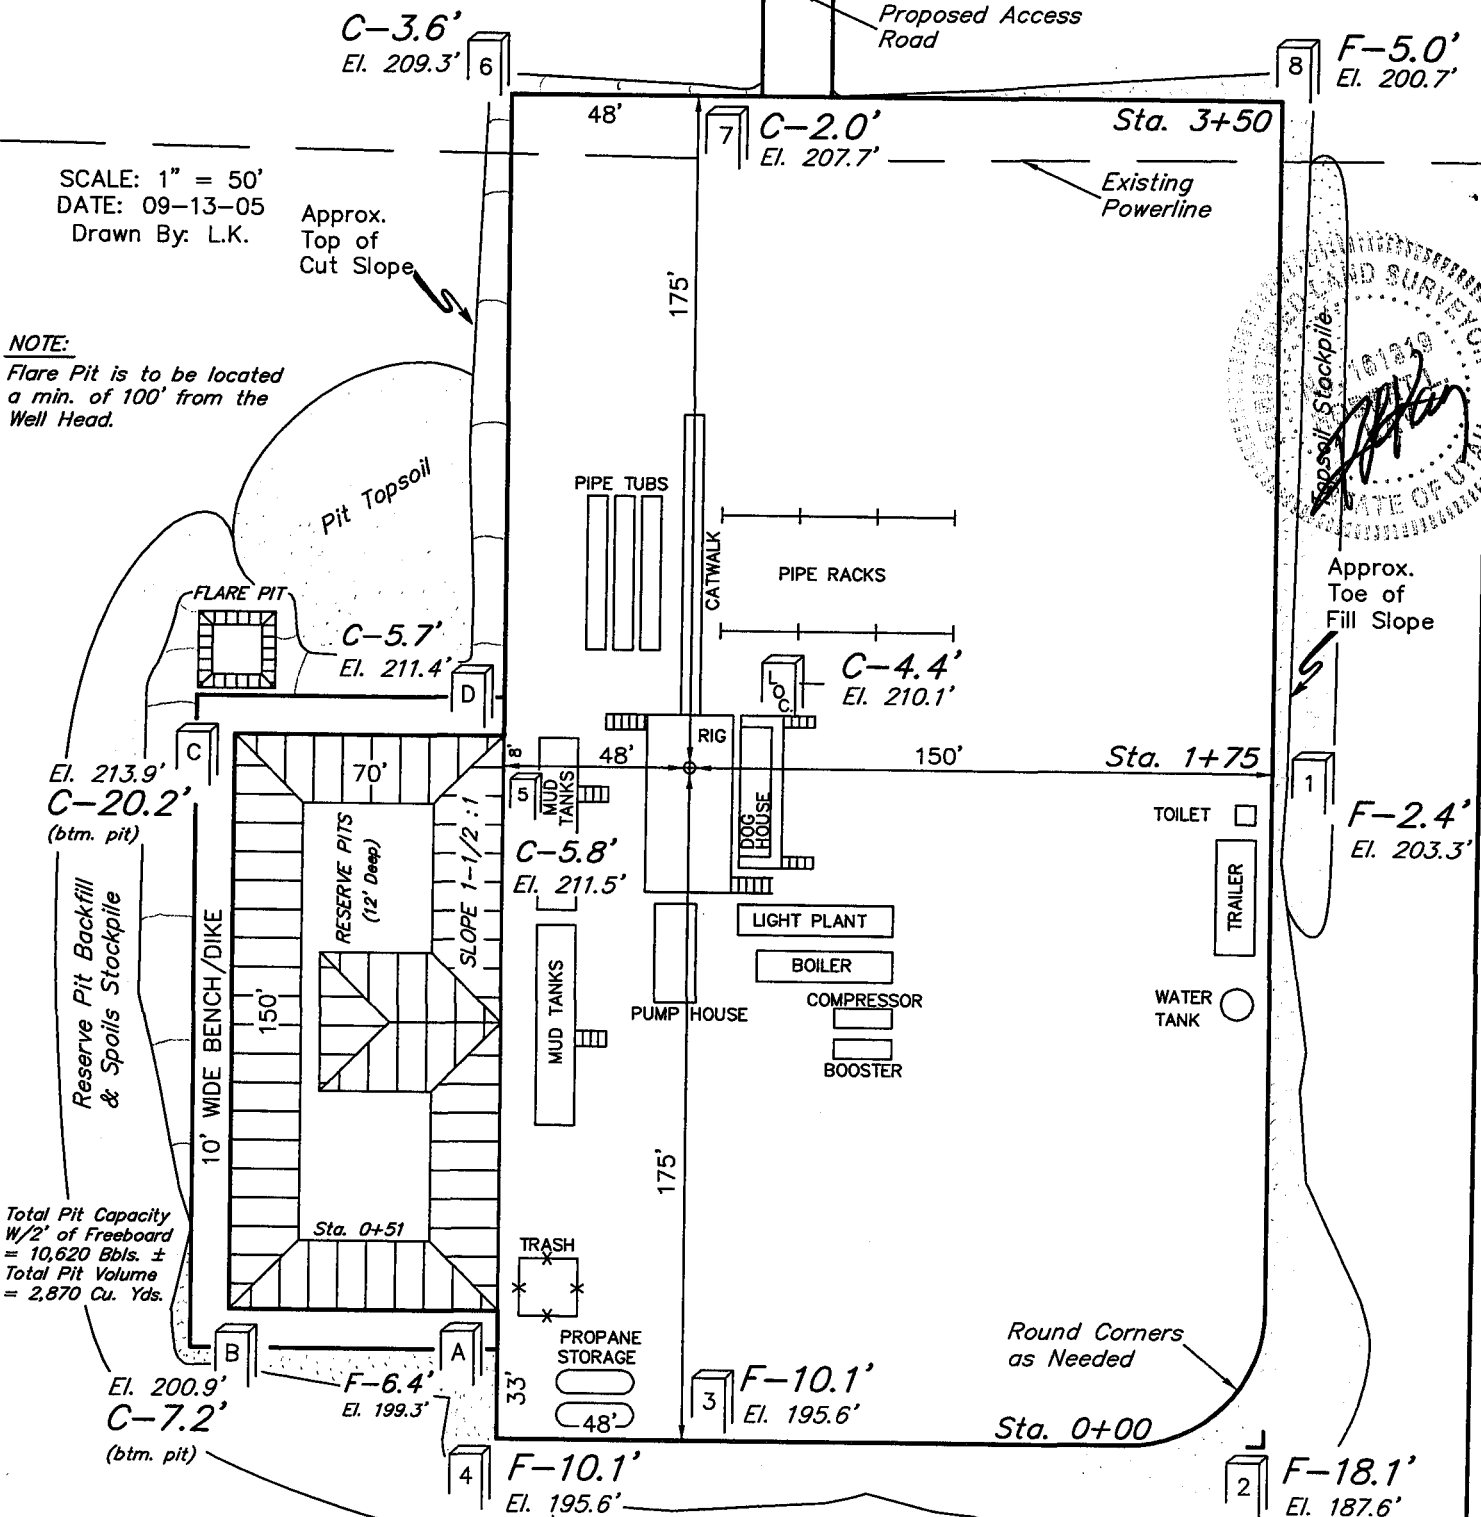 Proposed Access
Road
C-3.6'
El. 209.3'
6
8
F-5.0'
El. 200.7'
48'
7
C-2.0'
El. 207.7'
Sta. 3+50
SCALE: 1" = 50'
DATE: 09-13-05
Drawn By: L.K.
Approx.
Top of
Cut Slope
Existing
Powerline
175'
NOTE:
Flare Pit is to be located
a min. of 100' from the
Well Head.
LAND SURVEYO
161319
STATE OF UTAH
Topsoil Stockpile
Pit Topsoil
PIPE TUBS
CATWALK
PIPE RACKS
Approx.
Toe of
Fill Slope
FLARE PIT
C-5.7'
El. 211.4'
D
LOC.
C-4.4'
El. 210.1'
C
El. 213.9'
C-20.2'
(btm. pit)
70'
8'
48'
RIG
150'
Sta. 1+75
1
F-2.4'
El. 203.3'
5
MUD
TANKS
DOG
HOUSE
TOILET
TRAILER
C-5.8'
El. 211.5'
RESERVE PITS
(12' Deep)
SLOPE 1-1/2 :1
Reserve Pit Backfill
& Spoils Stockpile
10' WIDE BENCH/DIKE
150'
MUD TANKS
LIGHT PLANT
BOILER
PUMP HOUSE
COMPRESSOR
BOOSTER
WATER
TANK
175'
Total Pit Capacity
W/2' of Freeboard
= 10,620 Bbls. ±
Total Pit Volume
= 2,870 Cu. Yds.
Sta. 0+51
TRASH
PROPANE
STORAGE
48'
33'
Round Corners
as Needed
B
A
El. 200.9'
C-7.2'
(btm. pit)
F-6.4'
El. 199.3'
3
F-10.1'
El. 195.6'
Sta. 0+00
4
F-10.1'
El. 195.6'
2
F-18.1'
El. 187.6'